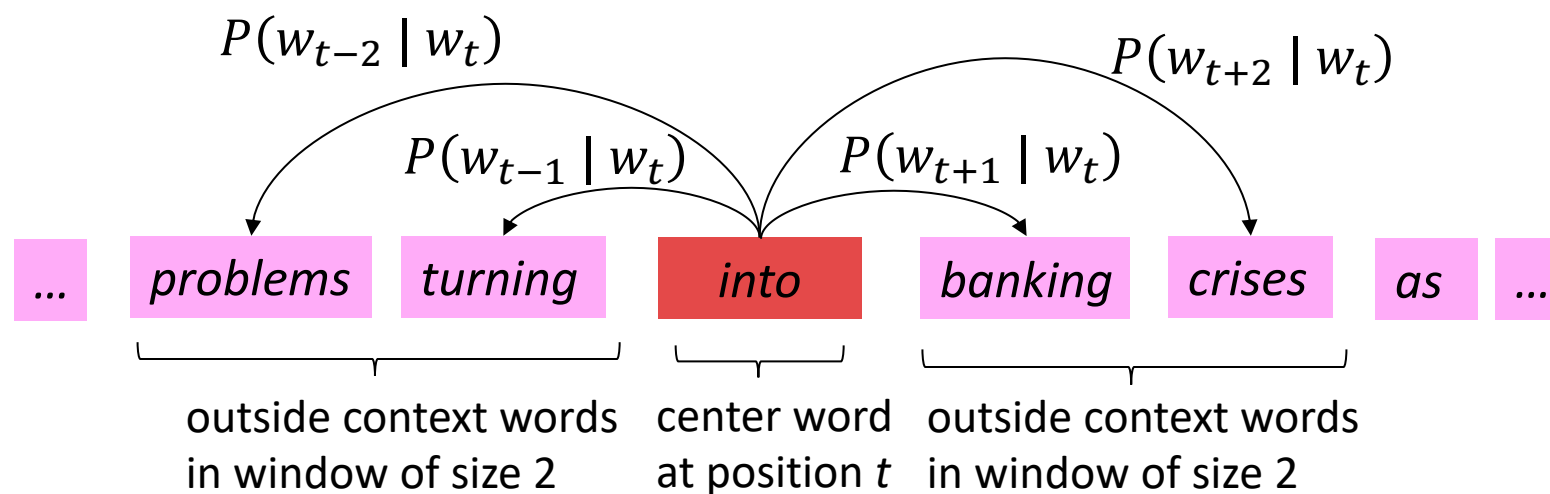 P(w_{t−2} | w_t)
P(w_{t+2} | w_t)
P(w_{t−1} | w_t)
P(w_{t+1} | w_t)
... problems turning into banking crises as ...
outside context words
in window of size 2
center word
at position t
outside context words
in window of size 2